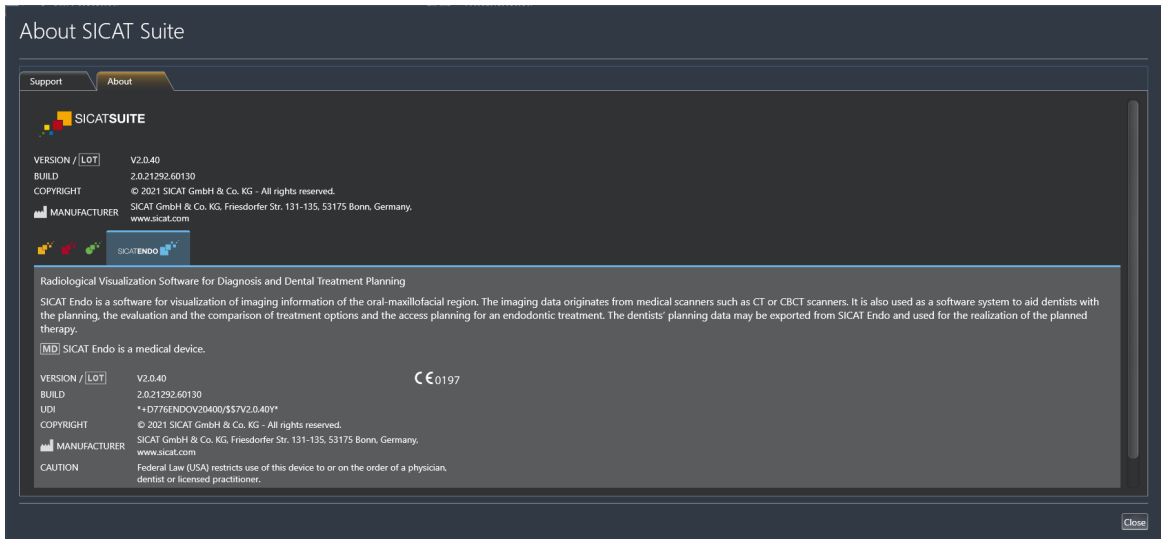 About SICAT Suite
Support
About
SICATSUITE
VERSION / LOT V2.0.40
BUILD 2.0.21292.60130
COPYRIGHT © 2021 SICAT GmbH & Co. KG - All rights reserved.
MANUFACTURER SICAT GmbH & Co. KG, Friesdorfer Str. 131-135, 53175 Bonn, Germany,
www.sicat.com
SICATENDO
Radiological Visualization Software for Diagnosis and Dental Treatment Planning
SICAT Endo is a software for visualization of imaging information of the oral-maxillofacial region. The imaging data originates from medical scanners such as CT or CBCT scanners. It is also used as a software system to aid dentists with
the planning, the evaluation and the comparison of treatment options and the access planning for an endodontic treatment. The dentists' planning data may be exported from SICAT Endo and used for the realization of the planned
therapy.
MD SICAT Endo is a medical device.
VERSION / LOT V2.0.40 CE0197
BUILD 2.0.21292.60130
UDI *+D776ENDOV20400/$$7V2.0.40Y*
COPYRIGHT © 2021 SICAT GmbH & Co. KG - All rights reserved.
MANUFACTURER SICAT GmbH & Co. KG, Friesdorfer Str. 131-135, 53175 Bonn, Germany,
www.sicat.com
CAUTION Federal Law (USA) restricts use of this device to or on the order of a physician,
dentist or licensed practitioner.
Close